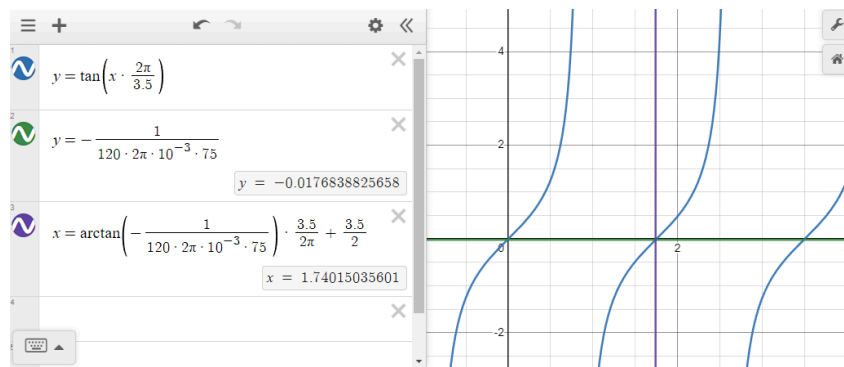 1
y = tan(x · 2π/3.5)
2
y = − 1/(120 · 2π · 10^−3 · 75)
y = −0.0176838825658
3
x = arctan(− 1/(120 · 2π · 10^−3 · 75)) · 3.5/2π + 3.5/2
x = 1.74015035601
4
4
2
0
2
-2